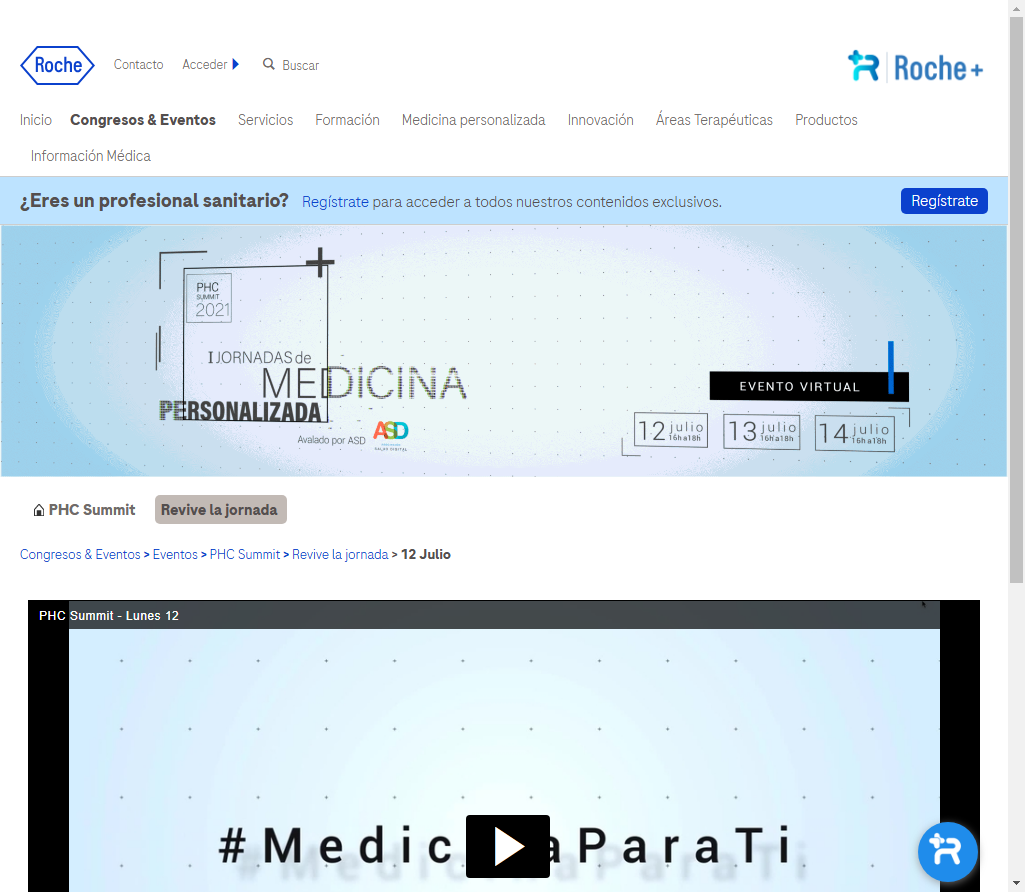 Roche
Contacto
Acceder
Buscar
Roche+
Inicio Congresos & Eventos Servicios Formación Medicina personalizada Innovación Áreas Terapéuticas Productos
Información Médica
¿Eres un profesional sanitario? Regístrate para acceder a todos nuestros contenidos exclusivos. Regístrate
PHC
SUMMIT
2021
I JORNADAS de
MEDICINA
PERSONALIZADA
Avalado por ASD ASD
SALUD DIGITAL
EVENTO VIRTUAL
12 julio 16h a 18h 13 julio 16h a 18h 14 julio 16h a 18h
PHC Summit Revive la jornada
Congresos & Eventos > Eventos > PHC Summit > Revive la jornada > 12 Julio
PHC Summit - Lunes 12
#Medic aParaTi